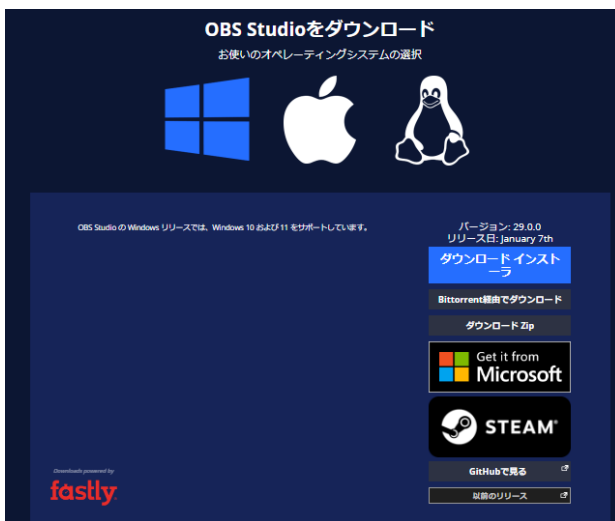 OBS Studioをダウンロード
お使いのオペレーティングシステムの選択
OBS Studio の Windows リリースでは、Windows 10 および 11 をサポートしています。
バージョン: 29.0.0
リリース日: January 7th
ダウンロード インスト
ーラ
Bittorrent経由でダウンロード
ダウンロード Zip
Get it from
Microsoft
STEAM
GitHubで見る
以前のリリース
Downloads powered by
fastly